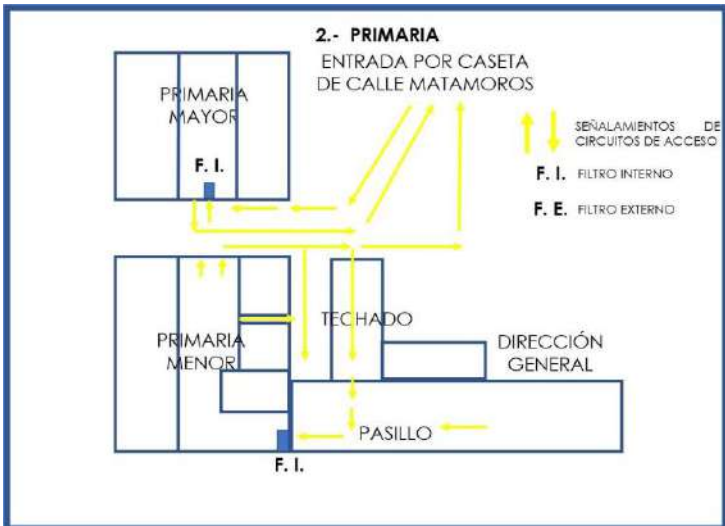 2.- PRIMARIA
ENTRADA POR CASETA
DE CALLE MATAMOROS
PRIMARIA
MAYOR
F. I.
SEÑALAMIENTOS DE
CIRCUITOS DE ACCESO
F. I. FILTRO INTERNO
F. E. FILTRO EXTERNO
PRIMARIA
MENOR
TECHADO
DIRECCIÓN
GENERAL
PASILLO
F. I.